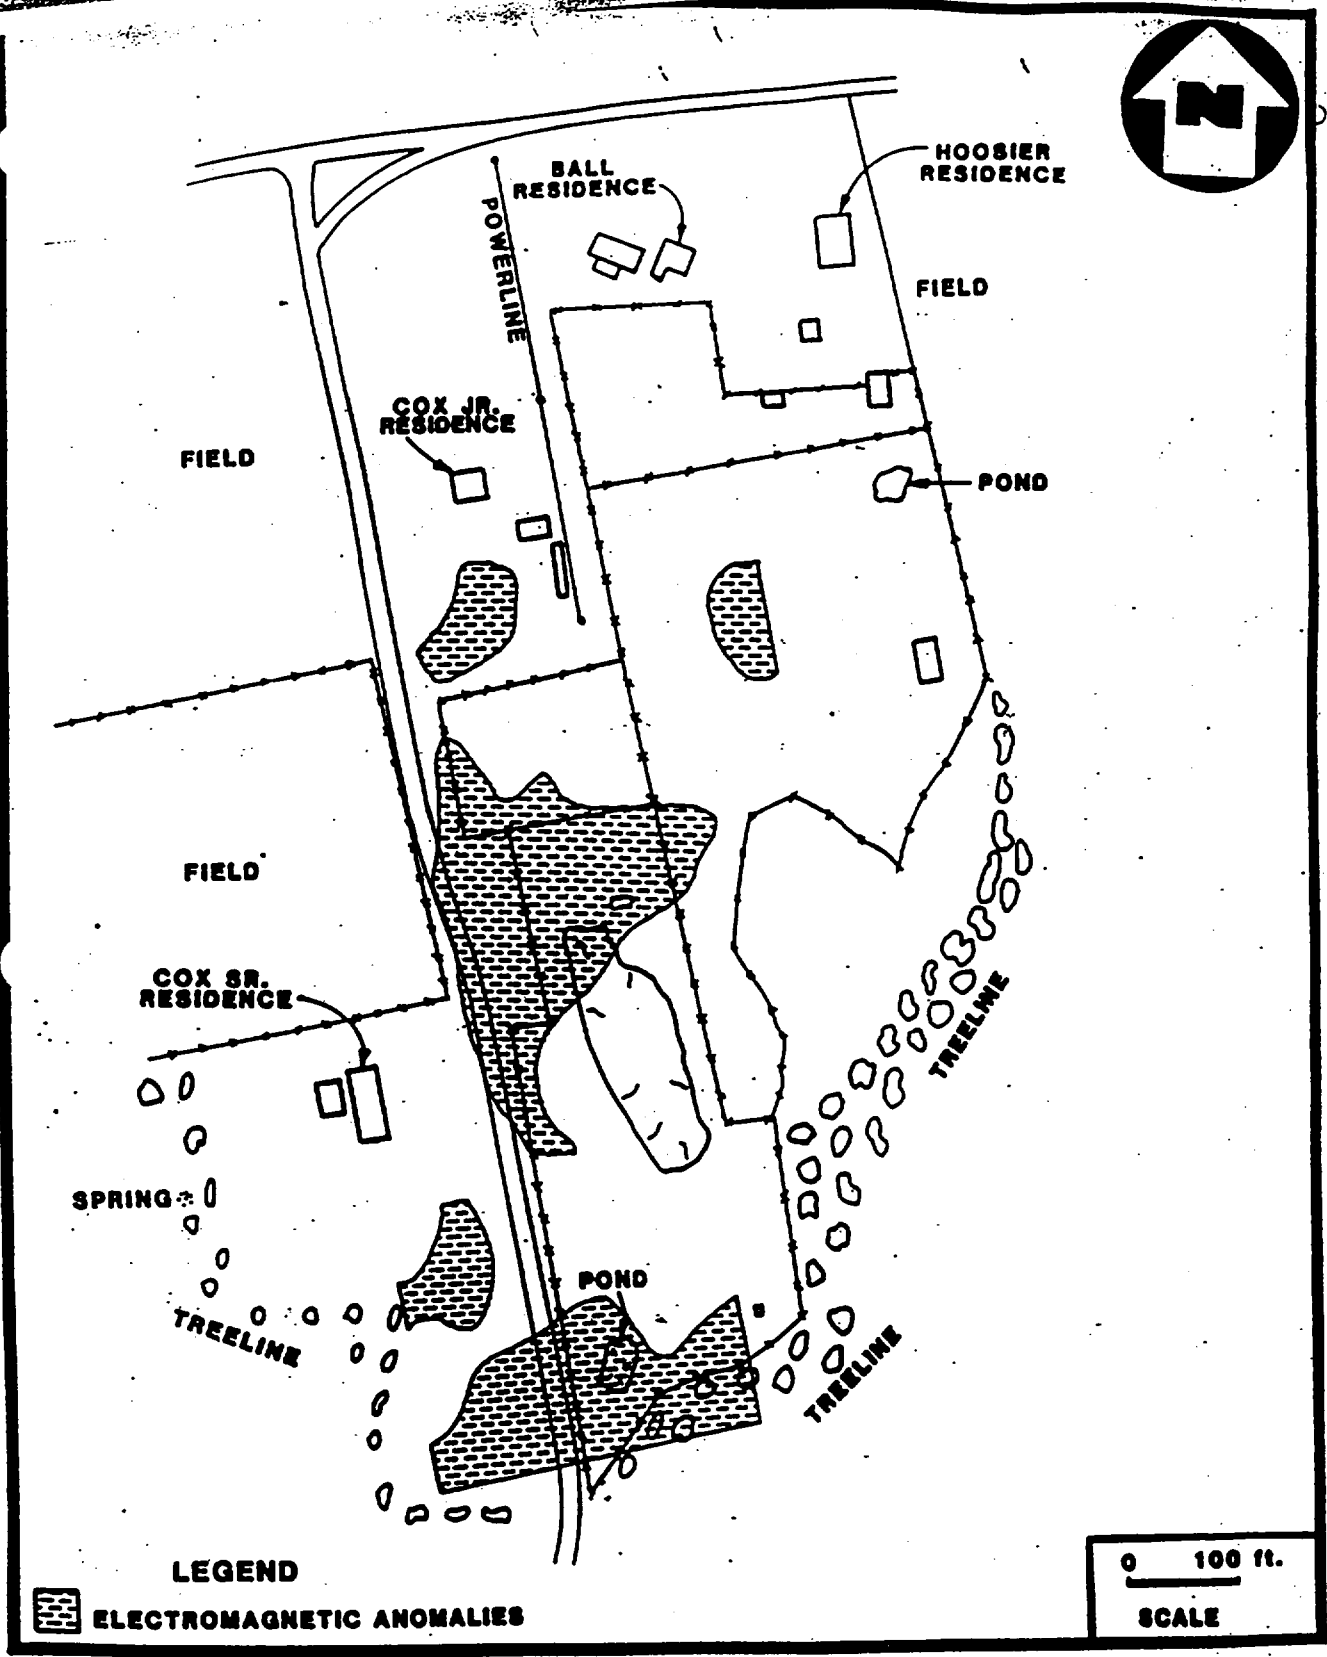 N
HOOSIER
RESIDENCE
BALL
RESIDENCE
POWERLINE
FIELD
COX JR.
RESIDENCE
FIELD
POND
FIELD
COX SR.
RESIDENCE
TREELINE
SPRING
POND
TREELINE
TREELINE
LEGEND
ELECTROMAGNETIC ANOMALIES
0 100 ft.
SCALE